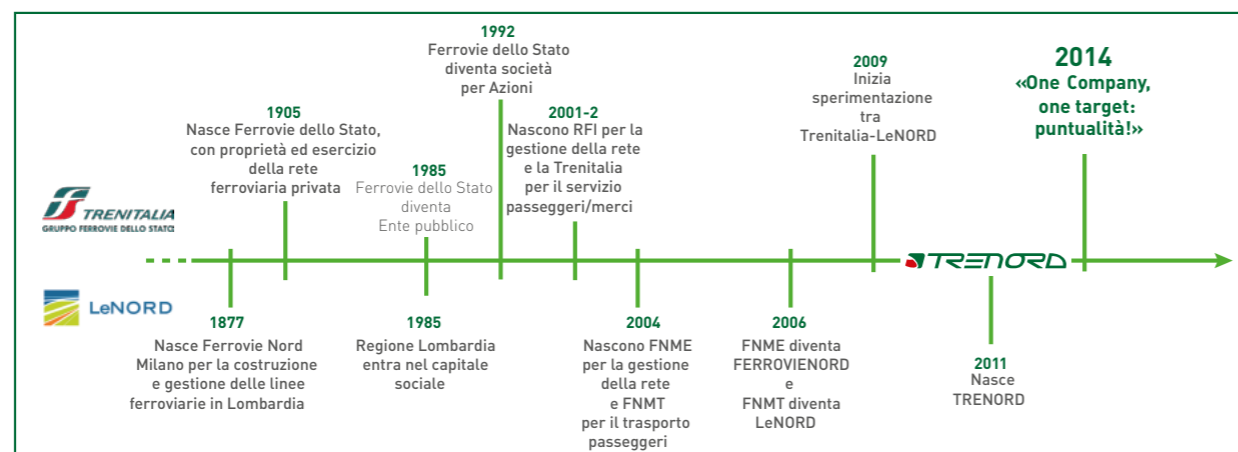 1992
Ferrovie dello Stato
diventa società
per Azioni
2009
Inizia
sperimentazione
tra
Trenitalia-LeNORD
2014
«One Company,
one target:
puntualità!»
1905
Nasce Ferrovie dello Stato,
con proprietà ed esercizio
della rete
ferroviaria privata
2001-2
Nascono RFI per la
gestione della rete
e la Trenitalia
per il servizio
passeggeri/merci
1985
Ferrovie dello Stato
diventa
Ente pubblico
TRENITALIA
GRUPPO FERROVIE DELLO STATO
TRENORD
LeNORD
1877
Nasce Ferrovie Nord
Milano per la costruzione
e gestione delle linee
ferroviarie in Lombardia
1985
Regione Lombardia
entra nel capitale
sociale
2004
Nascono FNME
per la gestione
della rete
e FNMT
per il trasporto
passeggeri
2006
FNME diventa
FERROVIENORD
e
FNMT diventa
LeNORD
2011
Nasce
TRENORD